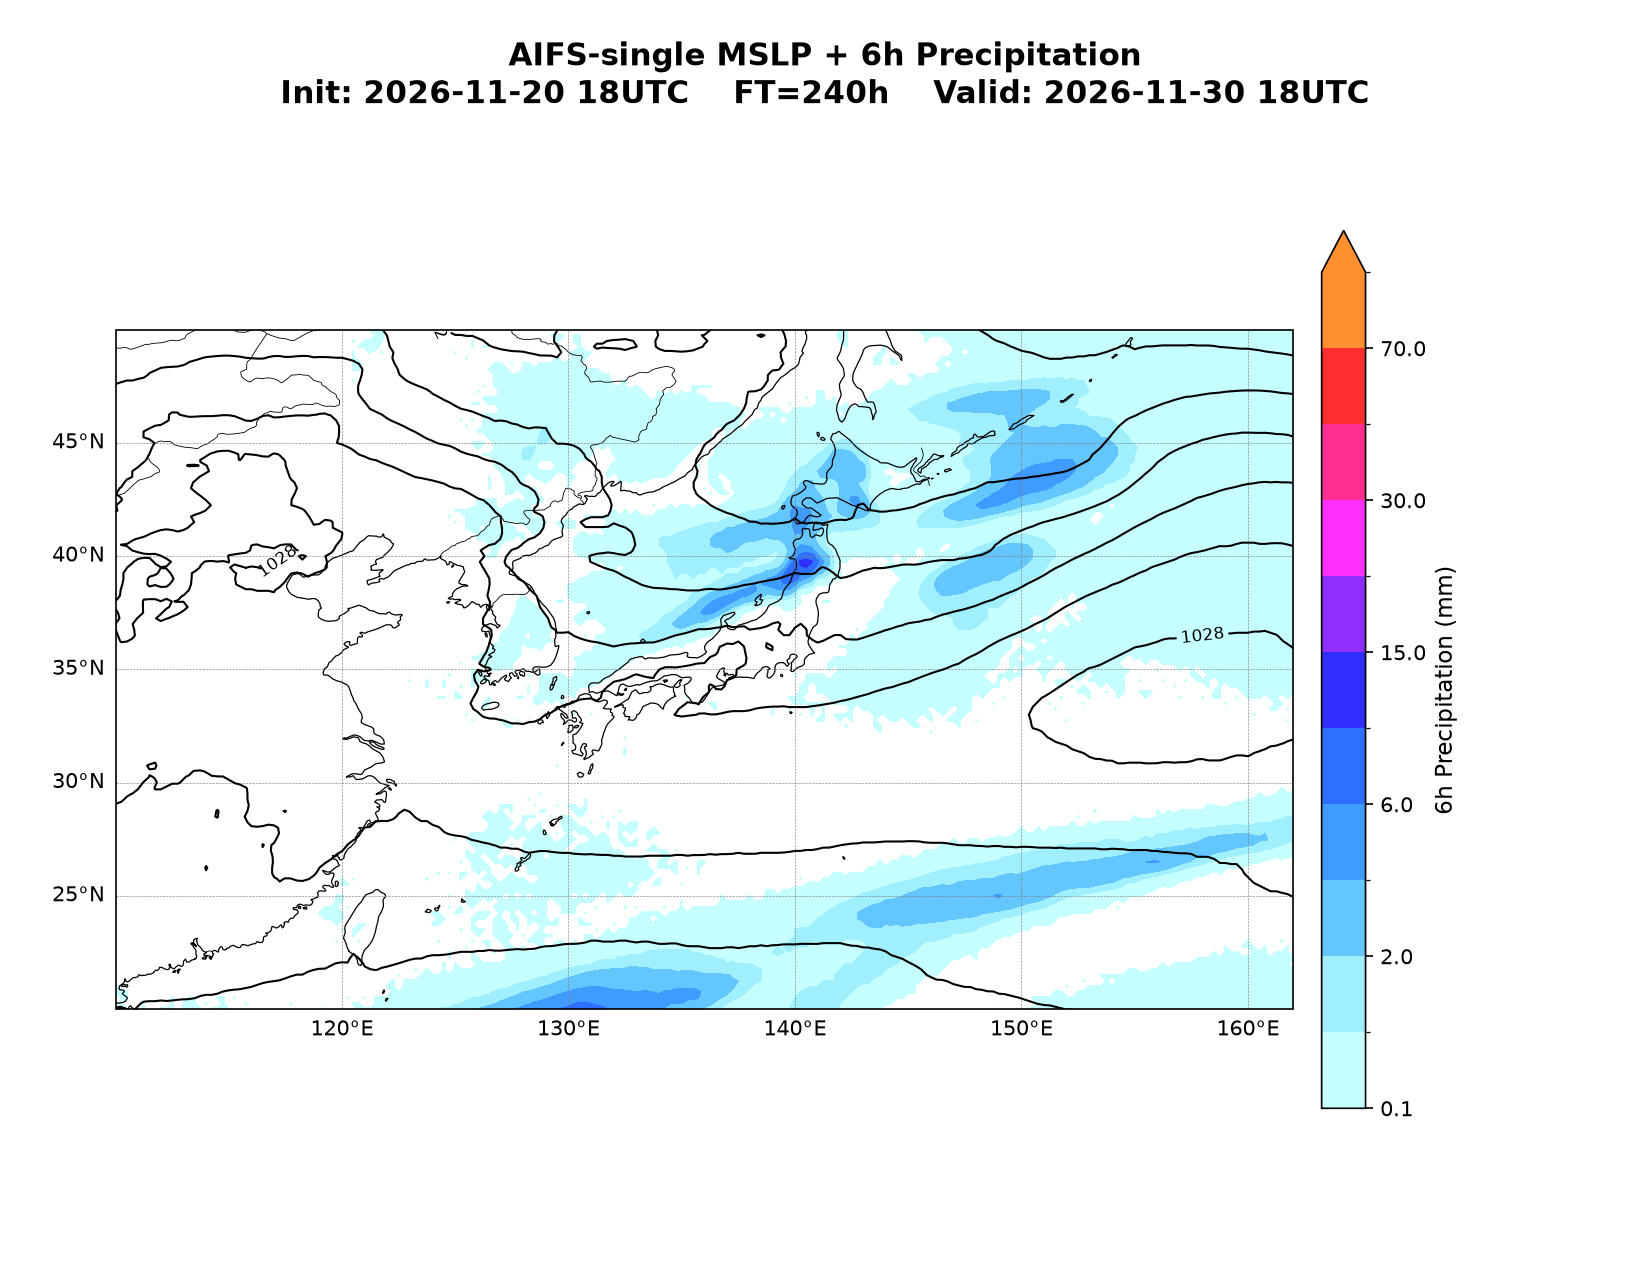 AIFS-single MSLP + 6h Precipitation
Init: 2026-11-20 18UTC    FT=240h    Valid: 2026-11-30 18UTC
45°N
40°N
35°N
30°N
25°N
120°E
130°E
140°E
150°E
160°E
1028
1028
70.0
30.0
15.0
6.0
2.0
0.1
6h Precipitation (mm)